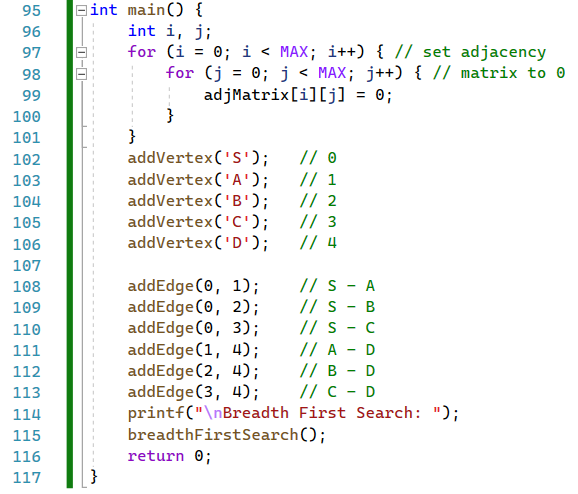 95 int main() {
96     int i, j;
97     for (i = 0; i < MAX; i++) { // set adjacency
98         for (j = 0; j < MAX; j++) { // matrix to 0
99             adjMatrix[i][j] = 0;
100         }
101     }
102     addVertex('S');   // 0
103     addVertex('A');   // 1
104     addVertex('B');   // 2
105     addVertex('C');   // 3
106     addVertex('D');   // 4
107
108     addEdge(0, 1);    // S - A
109     addEdge(0, 2);    // S - B
110     addEdge(0, 3);    // S - C
111     addEdge(1, 4);    // A - D
112     addEdge(2, 4);    // B - D
113     addEdge(3, 4);    // C - D
114     printf("\nBreadth First Search: ");
115     breadthFirstSearch();
116     return 0;
117 }